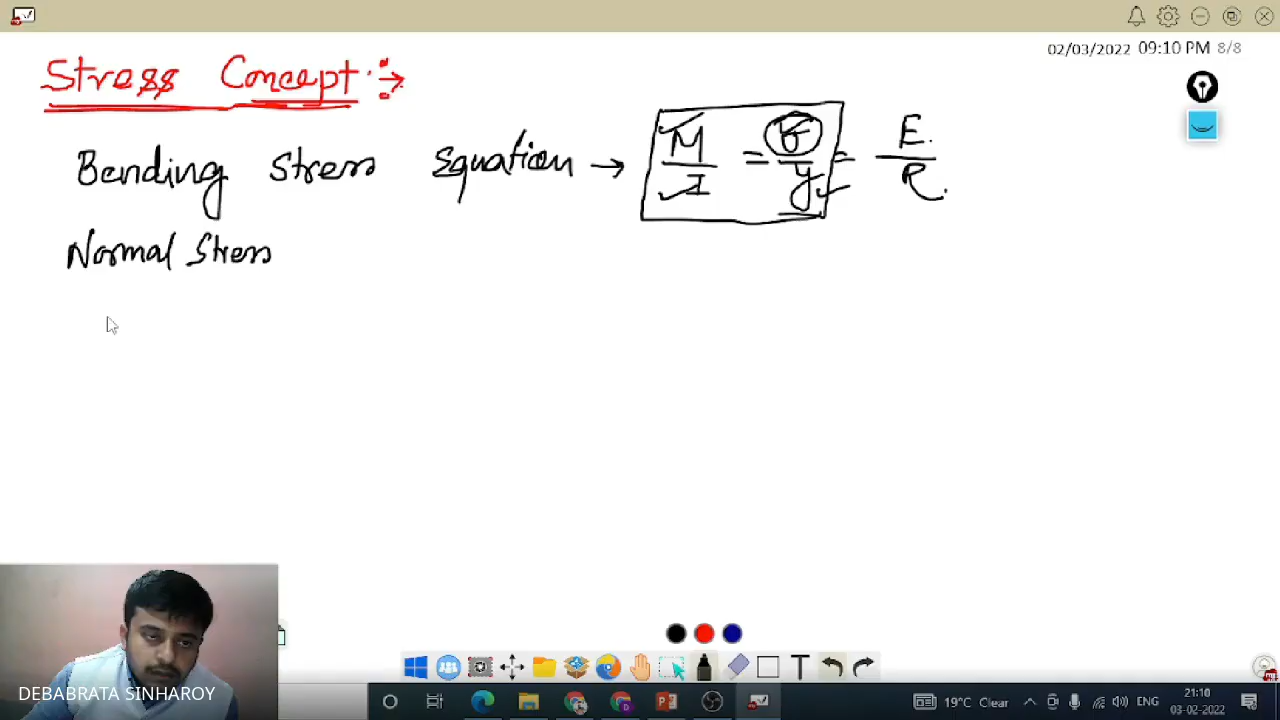 02/03/2022 09:10 PM 8/8
Stress Concept :→
Bending Stress Equation → M/I = σ/y = E/R
Normal Stress
DEBABRATA SINHAROY
T
19°C Clear
ENG
21:10
03-02-2022